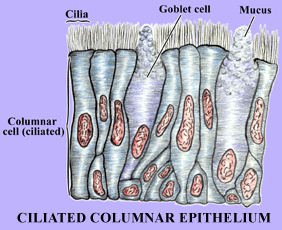 Cilia
Goblet cell
Mucus
Columnar
cell (ciliated)
CILIATED COLUMNAR EPITHELIUM